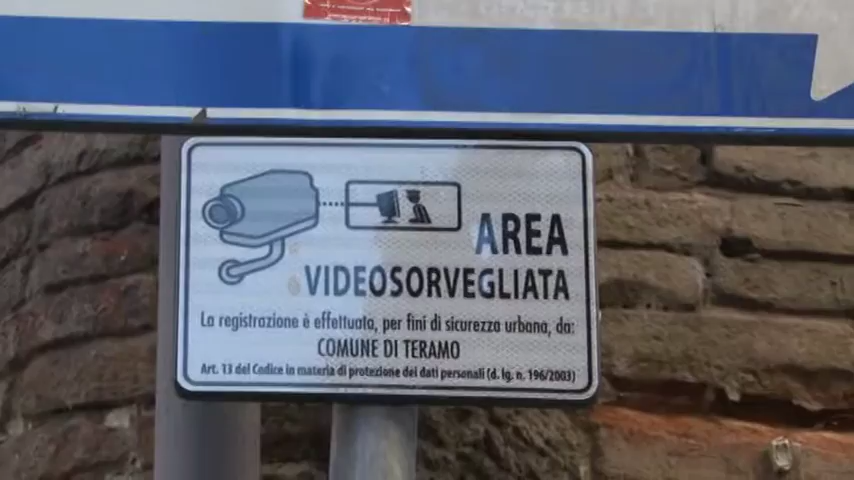 AREA
VIDEOSORVEGLIATA
La registrazione è effettuata, per fini di sicurezza urbana, da:
COMUNE DI TERAMO
Art. 13 del Codice in materia di protezione dei dati personali (d. lg. n. 196/2003)